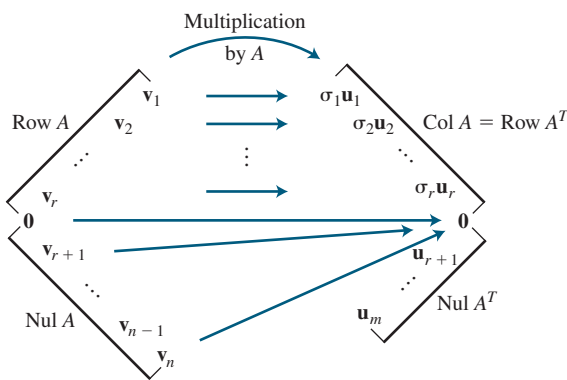 Multiplication
by A
v₁ σ₁u₁
Row A v₂ σ₂u₂ Col A = Row Aᵀ
⋱ ⋮ ⋱
vᵣ σᵣuᵣ
0 0
vᵣ₊₁ uᵣ₊₁
⋱ ⋱
Nul A vₙ₋₁ uₘ Nul Aᵀ
vₙ